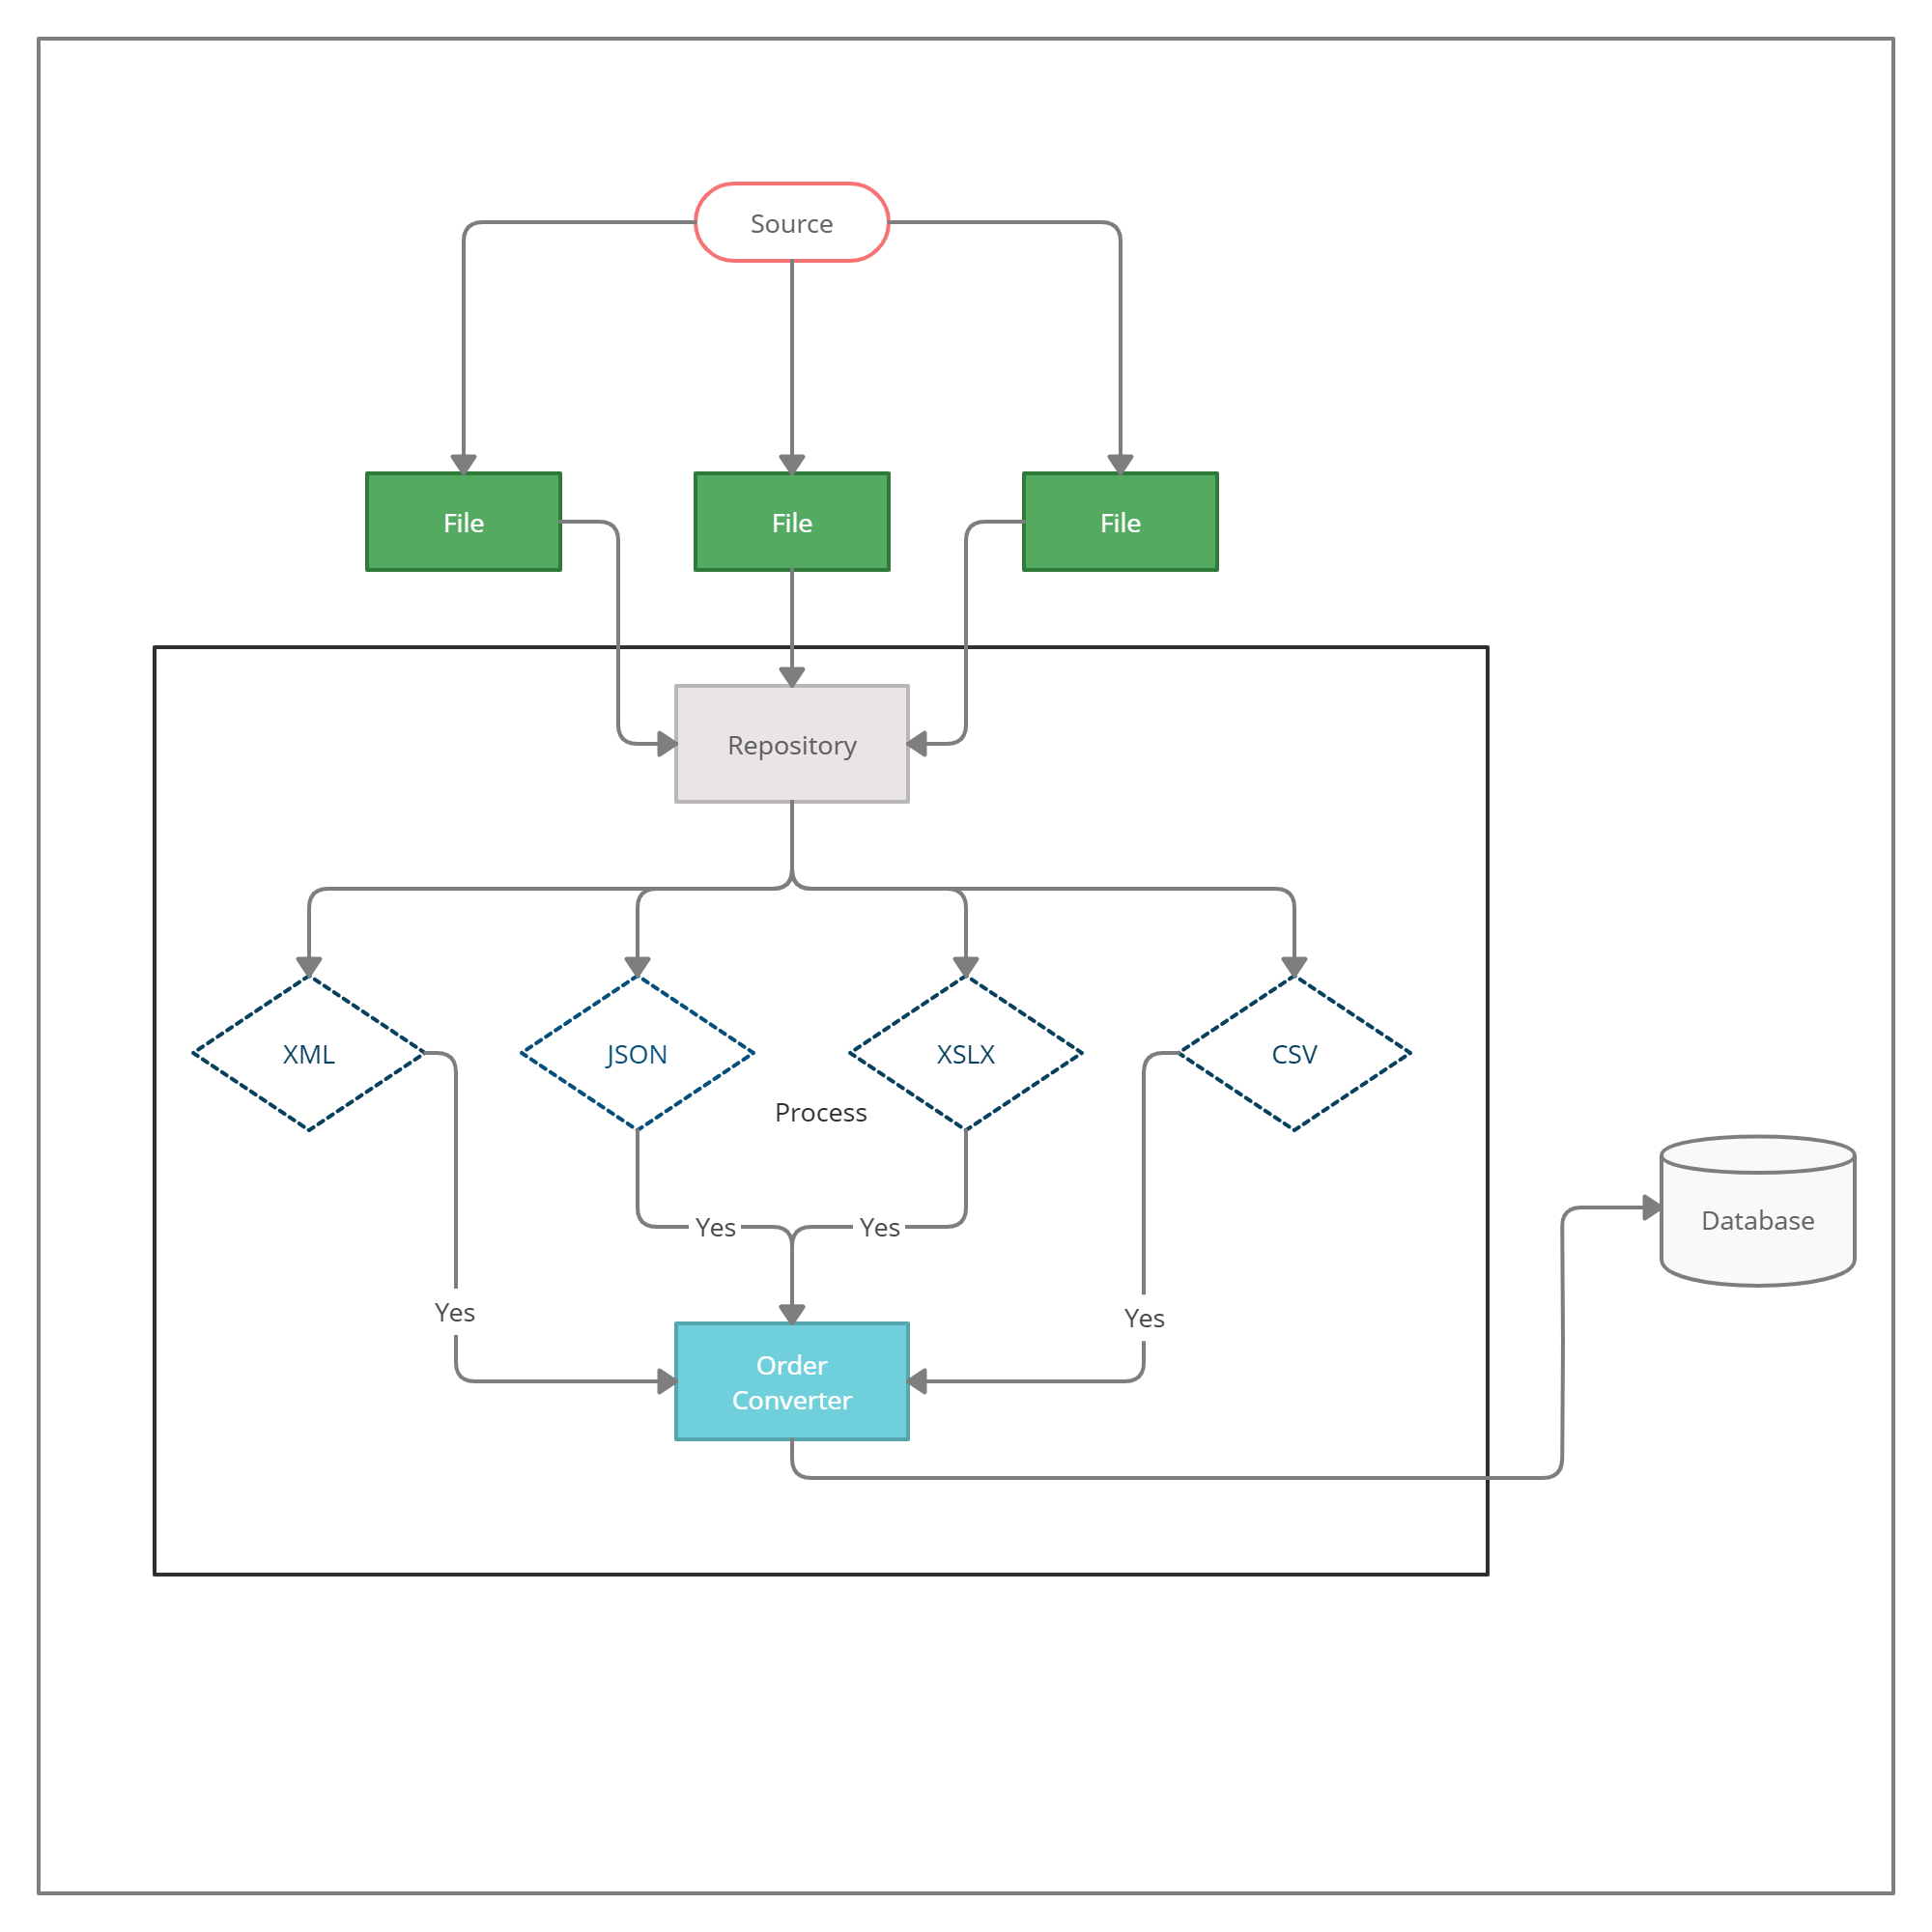 Source
File
File
File
Repository
XML
JSON
XSLX
CSV
Process
Yes
Yes
Database
Yes
Yes
Order
Converter